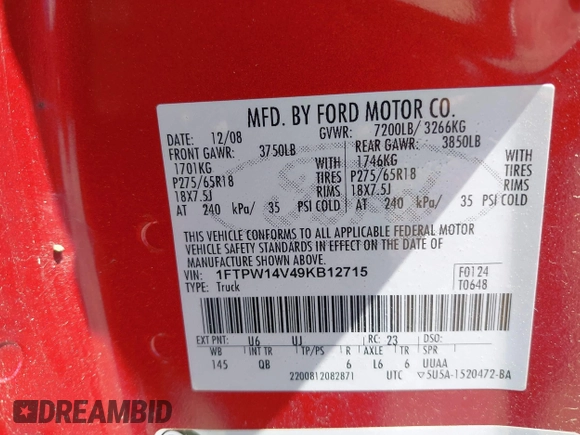 MFD. BY FORD MOTOR CO.
DATE: 12/08 GVWR: 7200LB/ 3266KG
FRONT GAWR: 3750LB REAR GAWR: 3850LB
1701KG WITH 1746KG WITH
P275/65R18 TIRES P275/65R18 TIRES
18X7.5J RIMS 18X7.5J RIMS
AT 240 kPa/ 35 PSI COLD AT 240 kPa/ 35 PSI COLD
THIS VEHICLE CONFORMS TO ALL APPLICABLE FEDERAL MOTOR
VEHICLE SAFETY STANDARDS IN EFFECT ON THE DATE OF
MANUFACTURE SHOWN ABOVE.
VIN: 1FTPW14V49KB12715
TYPE: Truck
F0124
T0648
EXT PNT: U6 UJ RC: 23 DSO:
WB INT TR TP/PS R AXLE TR SPR
145 QB 6 L6 6 UUAA
2200812082871 UTC 5U5A-1520472-BA
DREAMBID